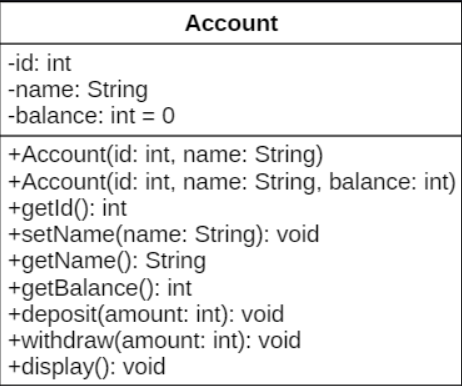 Account
-id: int
-name: String
-balance: int = 0
+Account(id: int, name: String)
+Account(id: int, name: String, balance: int)
+getId(): int
+setName(name: String): void
+getName(): String
+getBalance(): int
+deposit(amount: int): void
+withdraw(amount: int): void
+display(): void